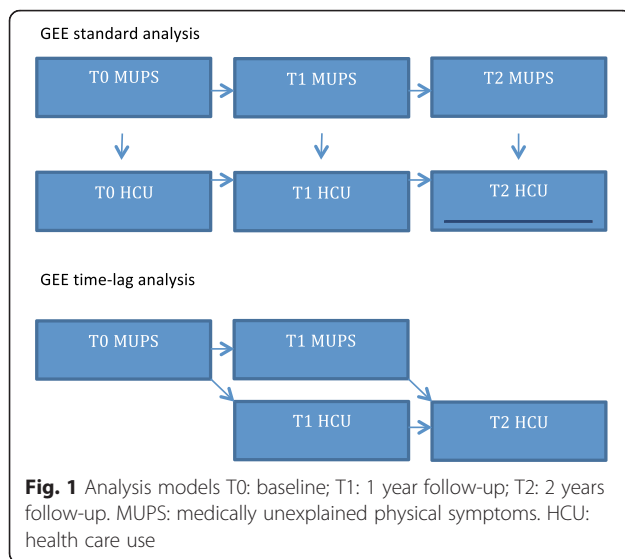 GEE standard analysis
T0 MUPS T1 MUPS T2 MUPS
T0 HCU T1 HCU T2 HCU
GEE time-lag analysis
T0 MUPS T1 MUPS
T1 HCU T2 HCU
Fig. 1 Analysis models T0: baseline; T1: 1 year follow-up; T2: 2 years
follow-up. MUPS: medically unexplained physical symptoms. HCU:
health care use